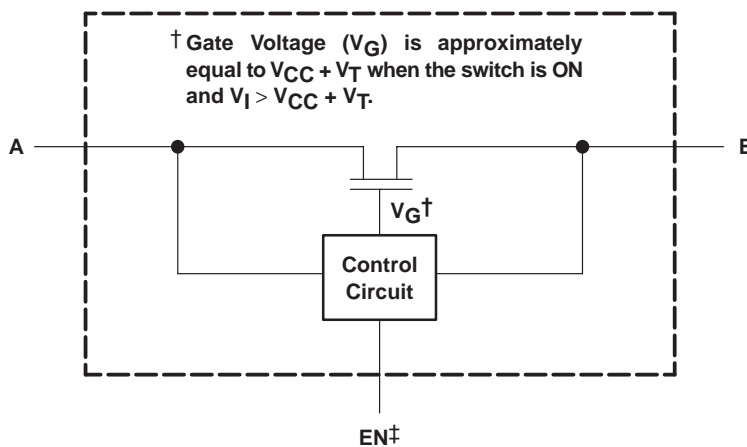 † Gate Voltage (VG) is approximately
equal to VCC + VT when the switch is ON
and VI > VCC + VT.
A
B
VG†
Control
Circuit
EN‡